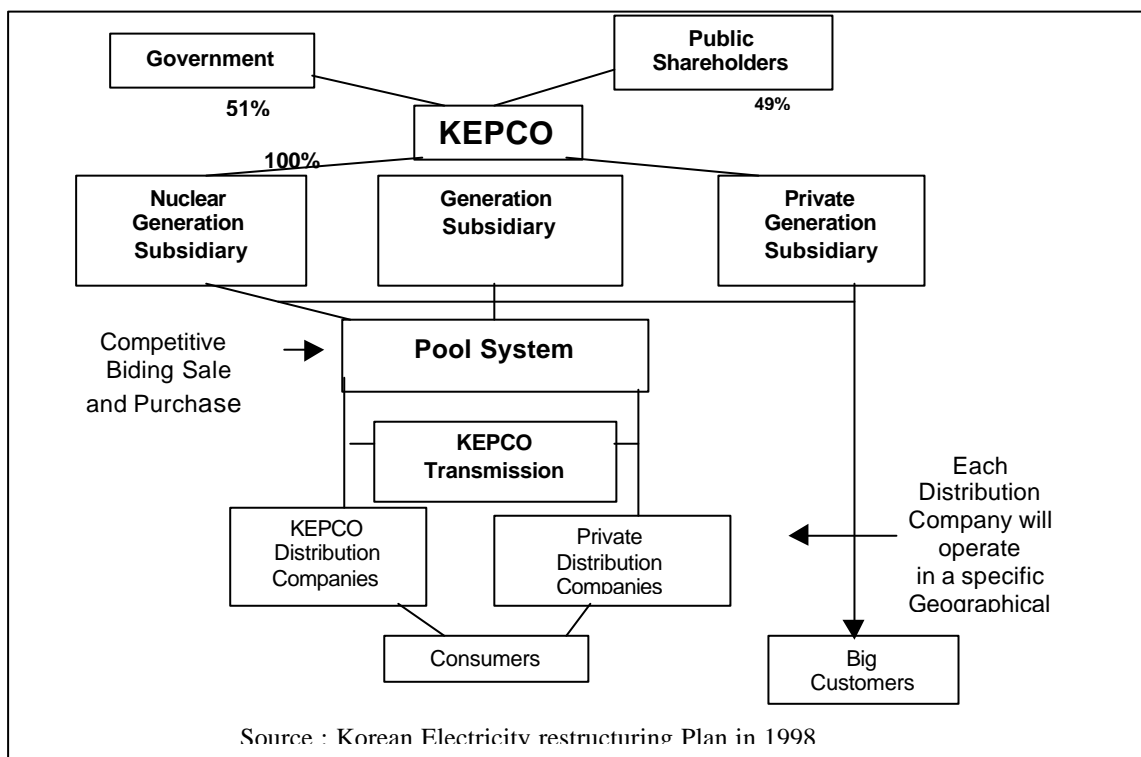 Government
Public
Shareholders
51%
49%
KEPCO
100%
Nuclear
Generation
Subsidiary
Generation
Subsidiary
Private
Generation
Subsidiary
Competitive
Biding Sale
and Purchase
Pool System
KEPCO
Transmission
Each
Distribution
Company will
operate
in a specific
Geographical
KEPCO
Distribution
Companies
Private
Distribution
Companies
Consumers
Big
Customers
Source : Korean Electricity restructuring Plan in 1998